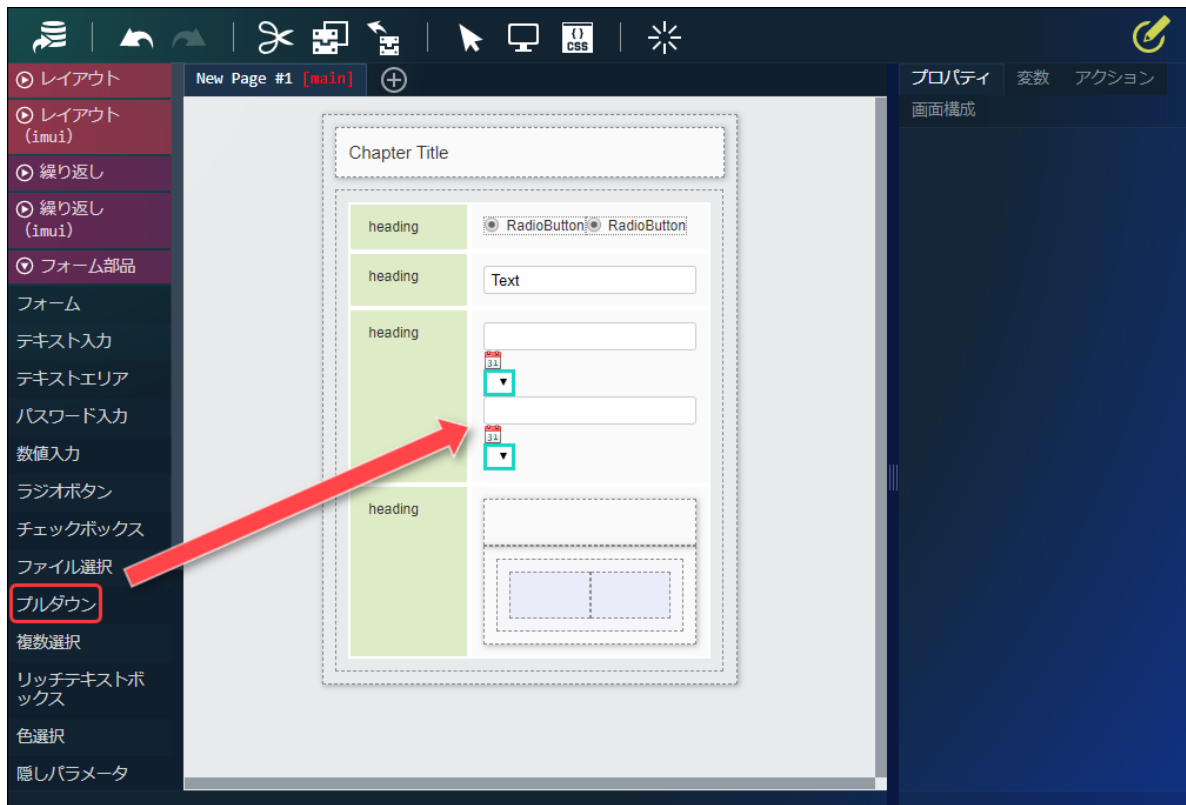 {} CSS
レイアウト
レイアウト
(imui)
繰り返し
繰り返し
(imui)
フォーム部品
フォーム
テキスト入力
テキストエリア
パスワード入力
数値入力
ラジオボタン
チェックボックス
ファイル選択
プルダウン
複数選択
リッチテキストボ
ックス
色選択
隠しパラメータ
New Page #1 [main]
Chapter Title
heading
RadioButton RadioButton
heading
Text
heading
31
▼
31
▼
heading
プロパティ 変数 アクション
画面構成